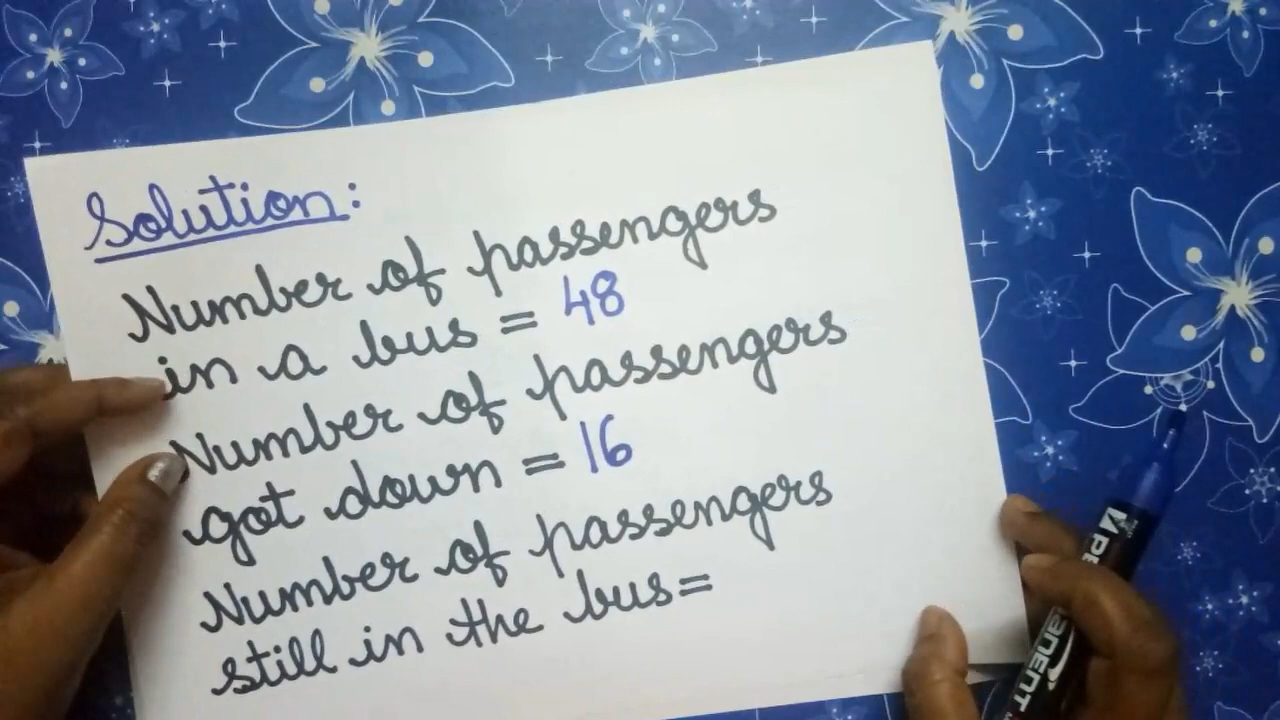 Solution:
Number of passengers
in a bus = 48
Number of passengers
got down = 16
Number of passengers
still in the bus=